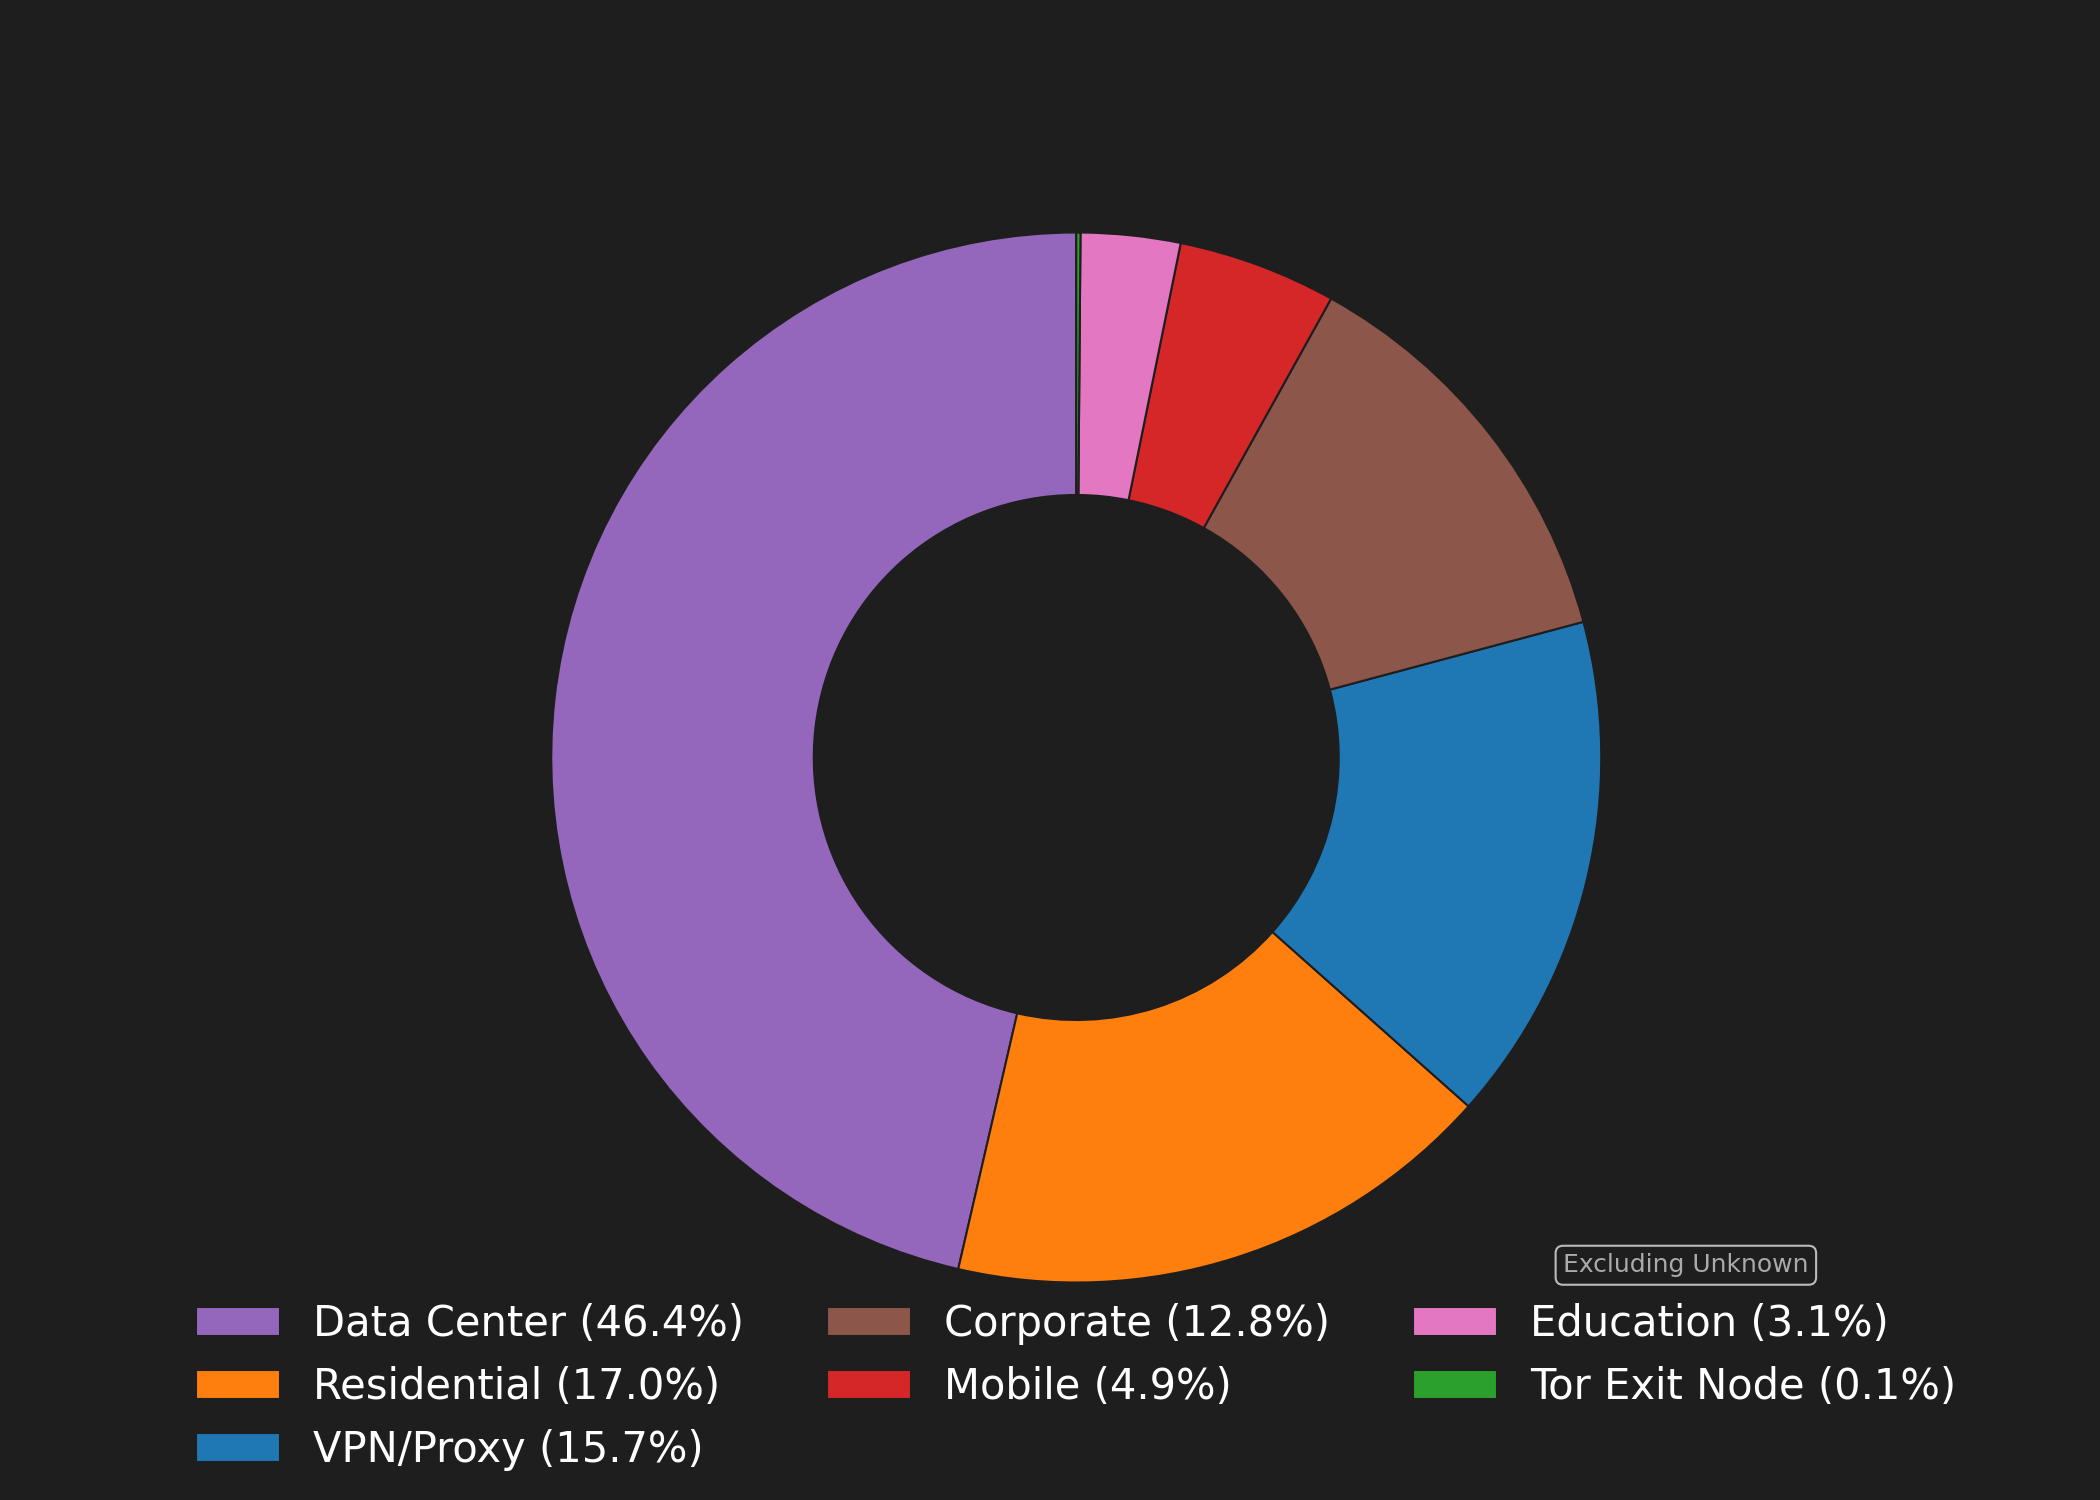 Excluding Unknown
Data Center (46.4%)
Residential (17.0%)
VPN/Proxy (15.7%)
Corporate (12.8%)
Mobile (4.9%)
Education (3.1%)
Tor Exit Node (0.1%)